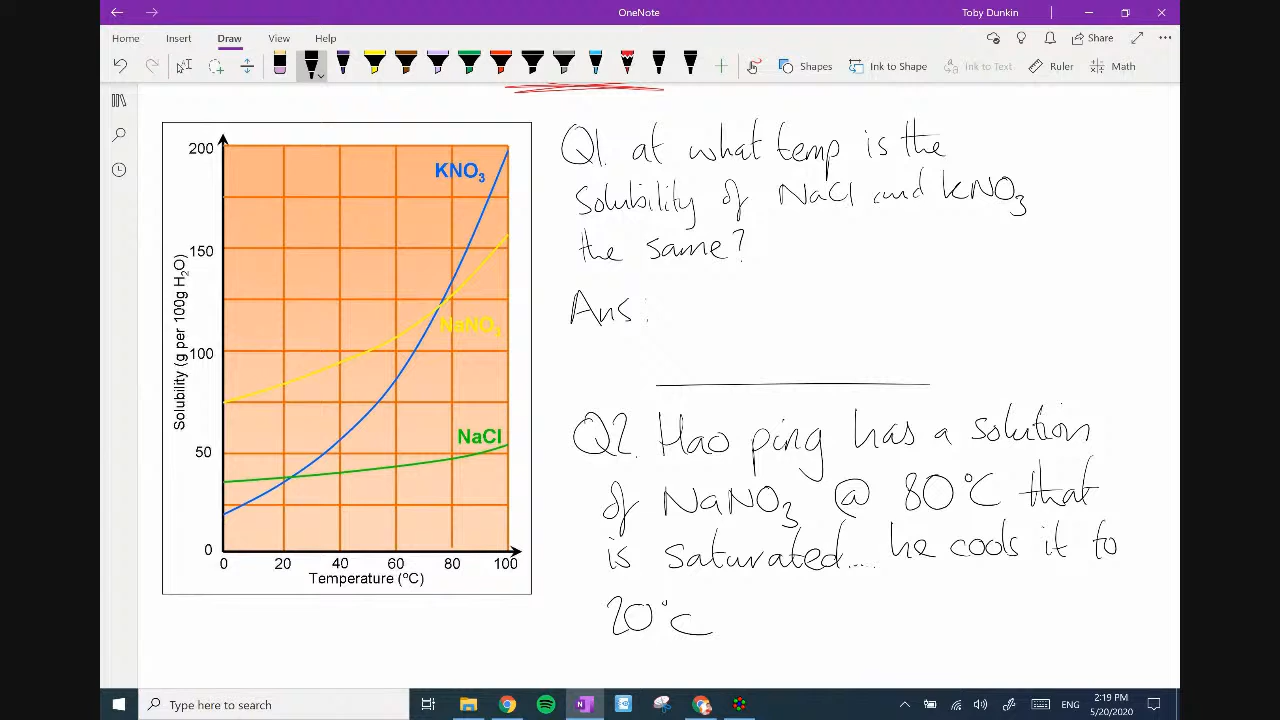 OneNote
Toby Dunkin
Home Insert Draw View Help
Share
Shapes Ink to Shape Ink to Text Ruler Math
200
150
100
50
0
0 20 40 60 80 100
Solubility (g per 100g H₂O)
Temperature (ºC)
KNO₃
NaNO₃
NaCl
Q1. at what temp is the
solubility of NaCl and KNO₃
the same?
Ans:
Q2. Hao ping has a solution
of NaNO₃ @ 80°C that
is saturated.... he cools it to
20°C
Type here to search
ENG
2:19 PM
5/20/2020